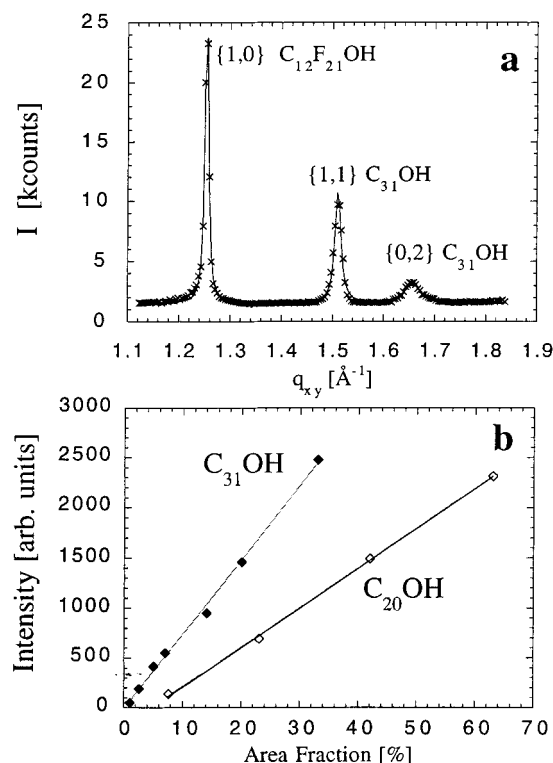 25
{1,0} C₁₂F₂₁OH
a
20
15
{1,1} C₃₁OH
10
{0,2} C₃₁OH
5
0
I [kcounts]
1.1 1.2 1.3 1.4 1.5 1.6 1.7 1.8 1.9
q_xy [Å⁻¹]
3000
b
2500
C₃₁OH
2000
1500
C₂₀OH
1000
500
0
Intensity [arb. units]
0 10 20 30 40 50 60 70
Area Fraction [%]